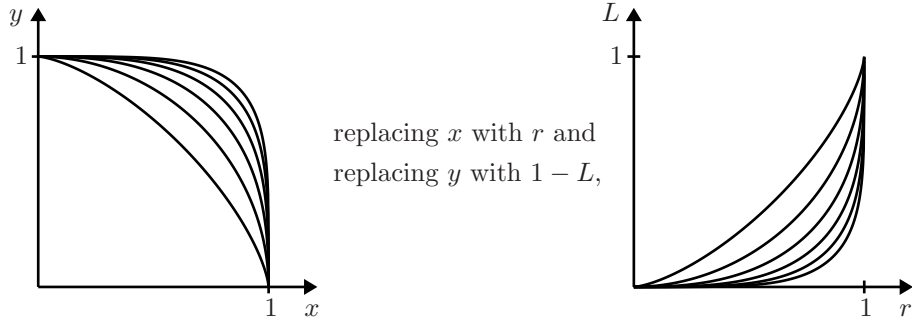 y
1
1
x
replacing x with r and
replacing y with 1 − L,
L
1
1
r